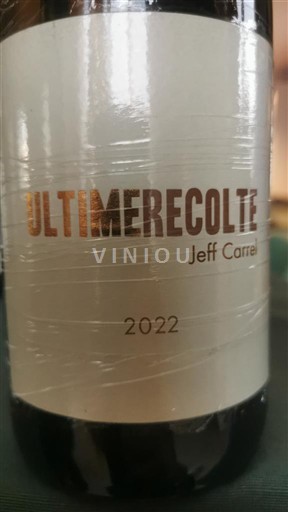 ULTIMERECOLTE
VINIOU
Jeff Carrel
2022